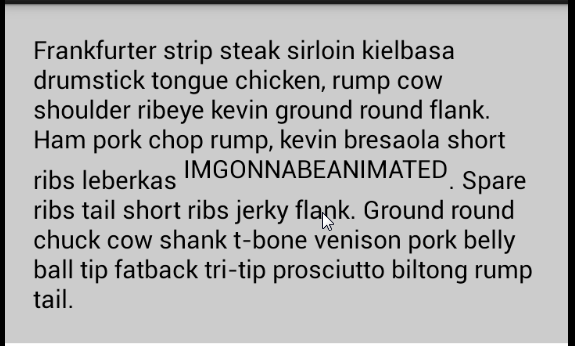 Frankfurter strip steak sirloin kielbasa
drumstick tongue chicken, rump cow
shoulder ribeye kevin ground round flank.
Ham pork chop rump, kevin bresaola short
ribs leberkas IMGONNABEANIMATED. Spare
ribs tail short ribs jerky flank. Ground round
chuck cow shank t-bone venison pork belly
ball tip fatback tri-tip prosciutto biltong rump
tail.